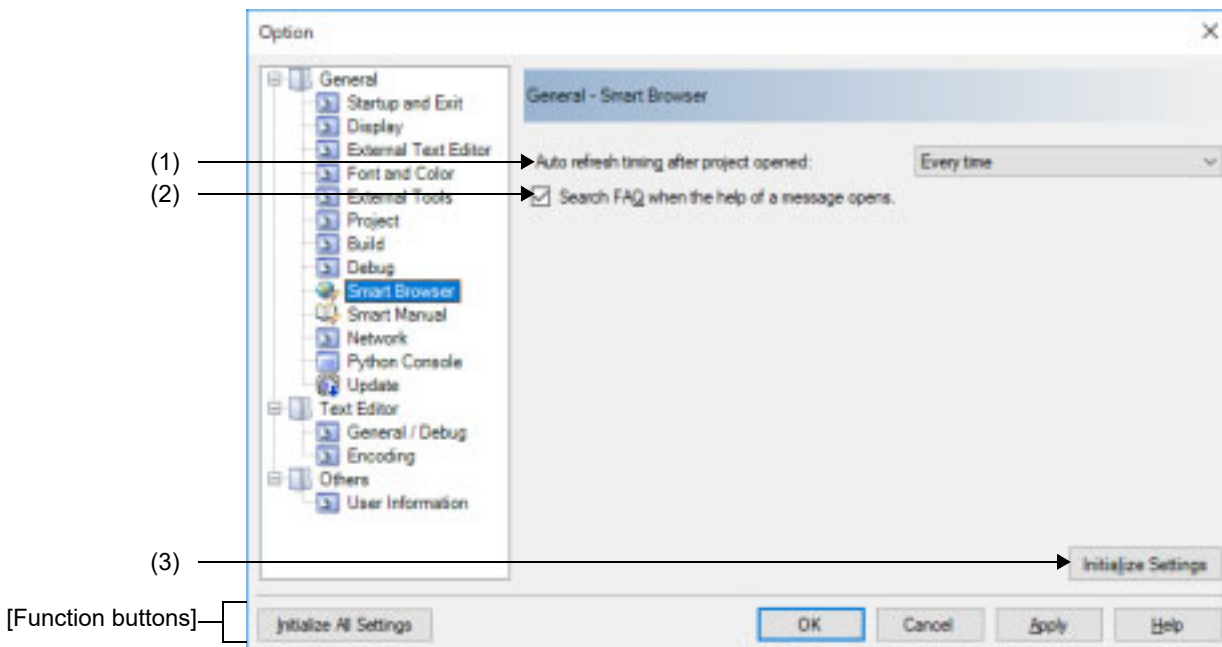 Option
General
Startup and Exit
Display
External Text Editor
Font and Color
External Tools
Project
Build
Debug
Smart Browser
Smart Manual
Network
Python Console
Update
Text Editor
General / Debug
Encoding
Others
User Information
General - Smart Browser
(1)
Auto refresh timing after project opened:
Every time
(2)
Search FAQ when the help of a message opens.
(3)
Initialize Settings
[Function buttons]
Initialize All Settings
OK
Cancel
Apply
Help